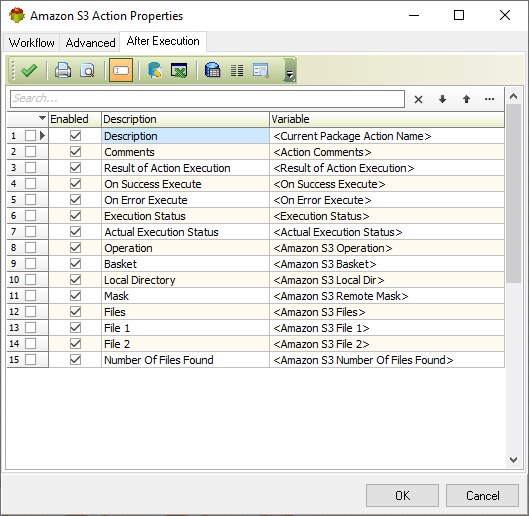 Amazon S3 Action Properties
Workflow Advanced After Execution
Search...
Enabled Description Variable
1 Description <Current Package Action Name>
2 Comments <Action Comments>
3 Result of Action Execution <Result of Action Execution>
4 On Success Execute <On Success Execute>
5 On Error Execute <On Error Execute>
6 Execution Status <Execution Status>
7 Actual Execution Status <Actual Execution Status>
8 Operation <Amazon S3 Operation>
9 Basket <Amazon S3 Basket>
10 Local Directory <Amazon S3 Local Dir>
11 Mask <Amazon S3 Remote Mask>
12 Files <Amazon S3 Files>
13 File 1 <Amazon S3 File 1>
14 File 2 <Amazon S3 File 2>
15 Number Of Files Found <Amazon S3 Number Of Files Found>
OK Cancel